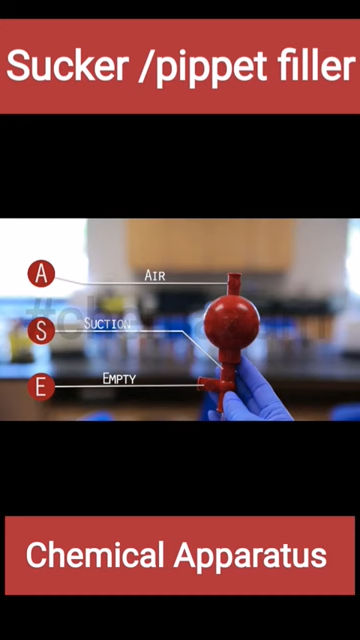 Sucker /pippet filler
A
AIR
S
SUCTION
E
EMPTY
Chemical Apparatus